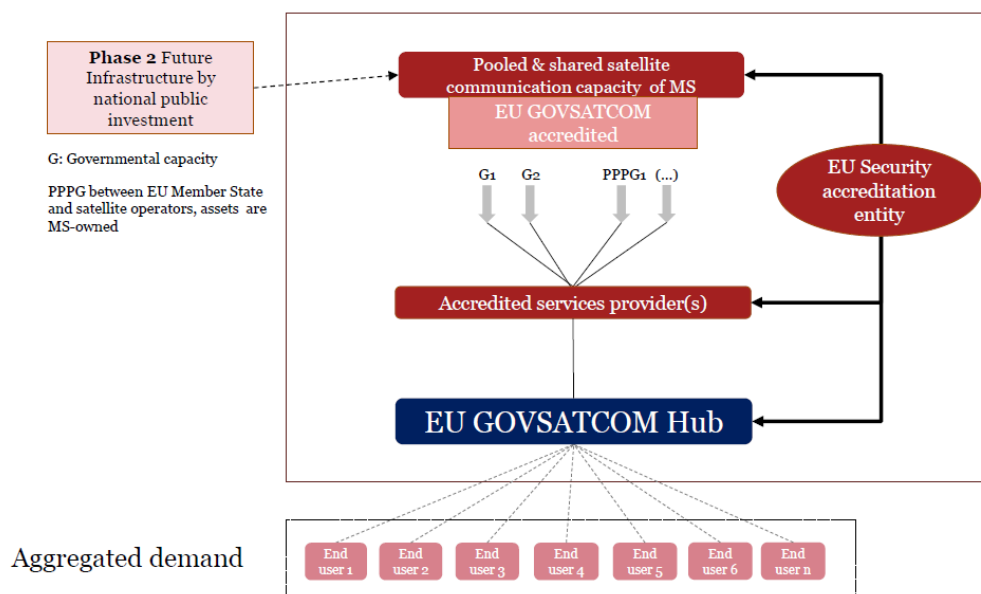 Phase 2 Future
Infrastructure by
national public
investment
G: Governmental capacity
PPPG between EU Member State
and satellite operators, assets are
MS-owned
Pooled & shared satellite
communication capacity of MS
EU GOVSATCOM
accredited
G1 G2 PPPG1 (...)
EU Security
accreditation
entity
Accredited services provider(s)
EU GOVSATCOM Hub
Aggregated demand
End
user 1
End
user 2
End
user 3
End
user 4
End
user 5
End
user 6
End
user n